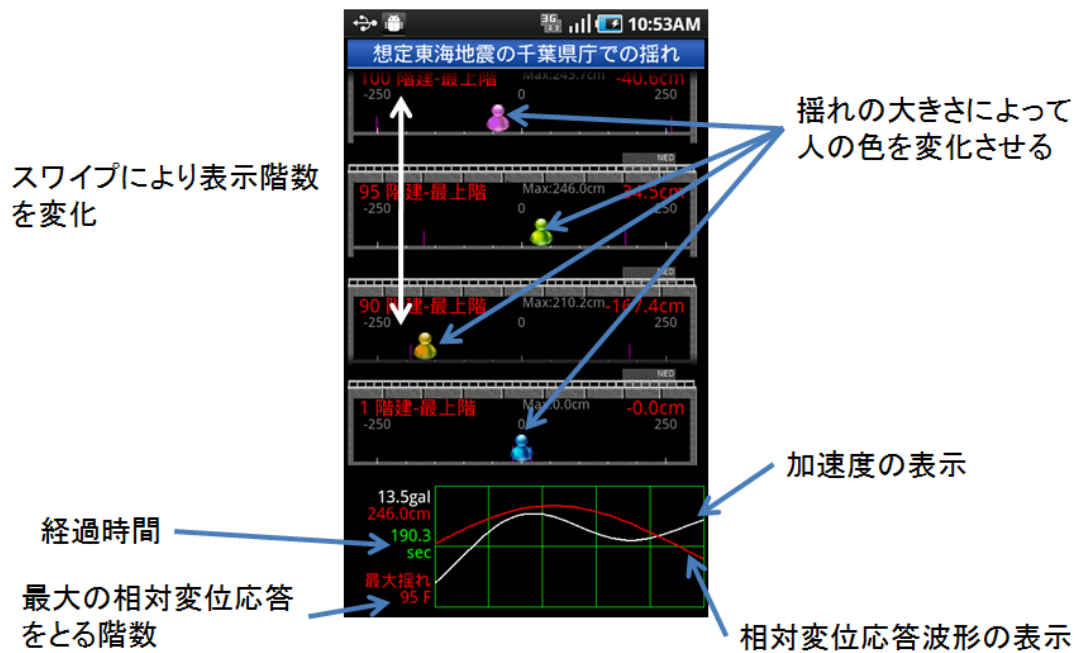 3G
10:53AM
想定東海地震の千葉県庁での揺れ
100 階建-最上階 Max:243.7cm -40.6cm
-250 0 250
揺れの大きさによって
人の色を変化させる
スワイプにより表示階数
を変化
NIED
95 階建-最上階 Max:246.0cm 34.5cm
-250 0 250
NIED
90 階建-最上階 Max:210.2cm -167.4cm
-250 0 250
NIED
1 階建-最上階 Max:0.0cm -0.0cm
-250 0 250
加速度の表示
13.5gal
246.0cm
190.3
sec
経過時間
最大揺れ
95 F
最大の相対変位応答
をとる階数
相対変位応答波形の表示